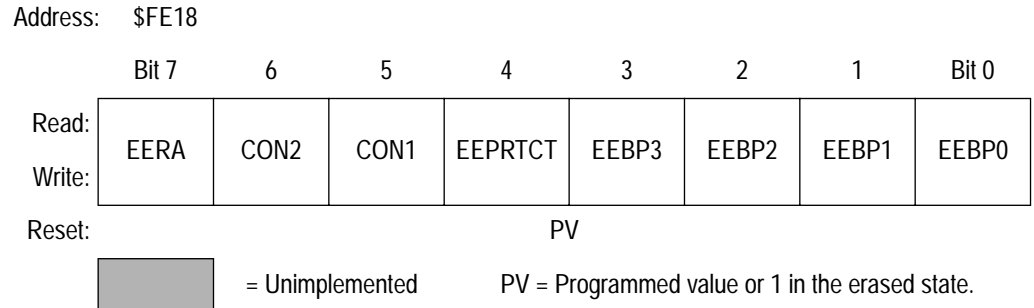 Address: $FE18
Bit 7 6 5 4 3 2 1 Bit 0
Read:
EERA CON2 CON1 EEPRTCT EEBP3 EEBP2 EEBP1 EEBP0
Write:
Reset: PV
= Unimplemented PV = Programmed value or 1 in the erased state.